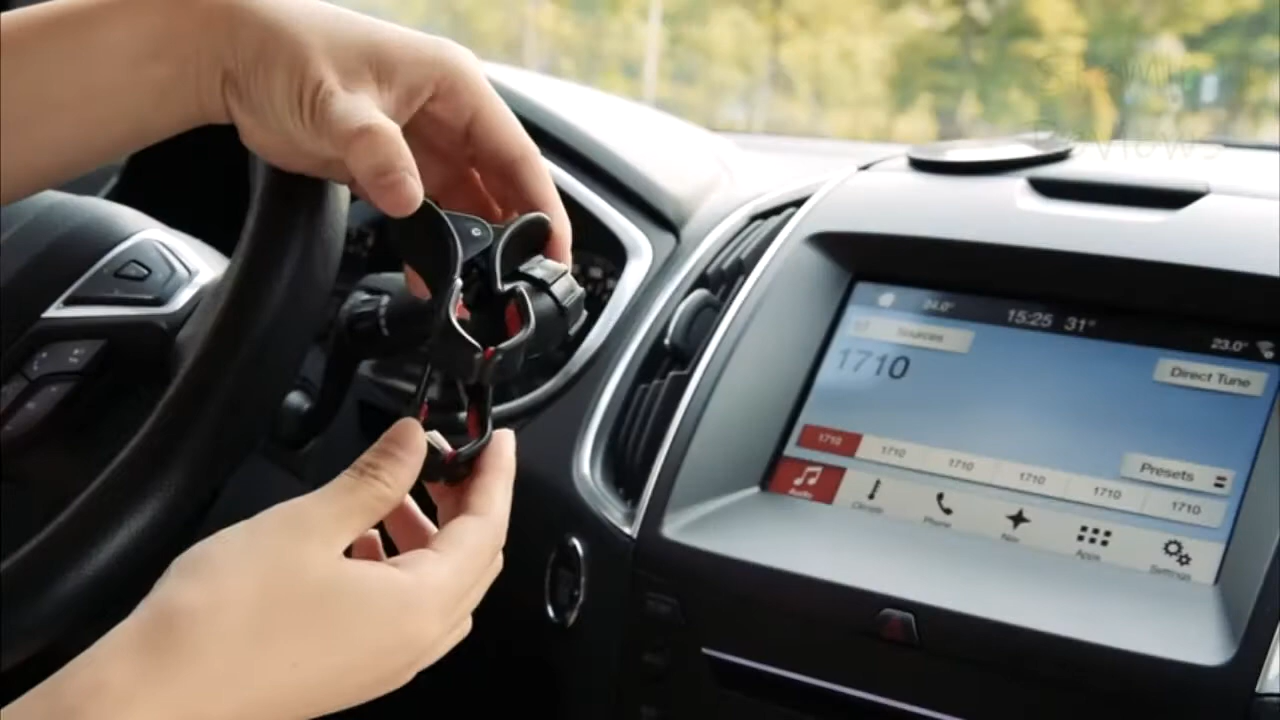 24.0°
15:25 31°
23.0°
Sources
1710
Direct Tune
Presets
1710 1710 1710 1710 1710 1710
Audio Climate Phone Nav Apps Settings
Reviews